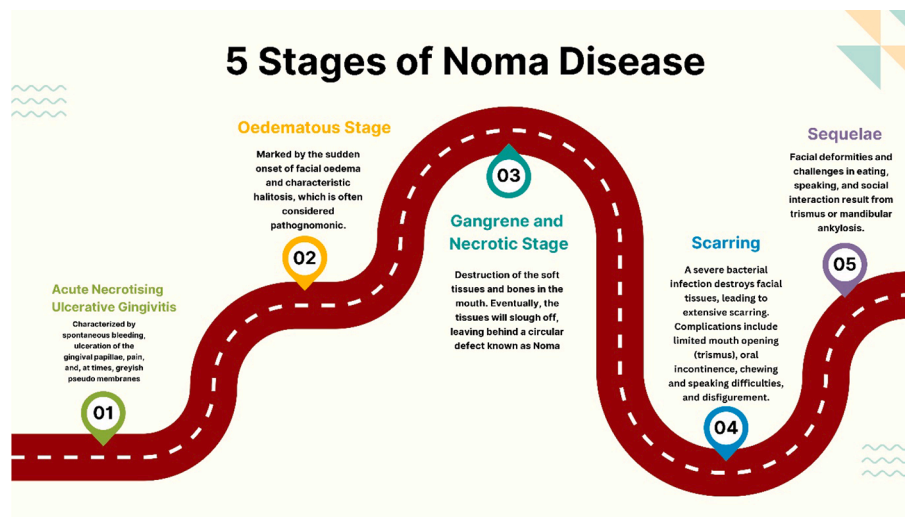 5 Stages of Noma Disease
Acute Necrotising
Ulcerative Gingivitis
Characterized by
spontaneous bleeding,
ulceration of the
gingival papillae, pain,
and, at times, greyish
pseudo membranes
01
Oedematous Stage
Marked by the sudden
onset of facial oedema
and characteristic
halitosis, which is often
considered
pathognomonic.
02
03
Gangrene and
Necrotic Stage
Destruction of the soft
tissues and bones in the
mouth. Eventually, the
tissues will slough off,
leaving behind a circular
defect known as Noma
Scarring
A severe bacterial
infection destroys facial
tissues, leading to
extensive scarring.
Complications include
limited mouth opening
(trismus), oral
incontinence, chewing
and speaking difficulties,
and disfigurement.
04
Sequelae
Facial deformities and
challenges in eating,
speaking, and social
interaction result from
trismus or mandibular
ankylosis.
05